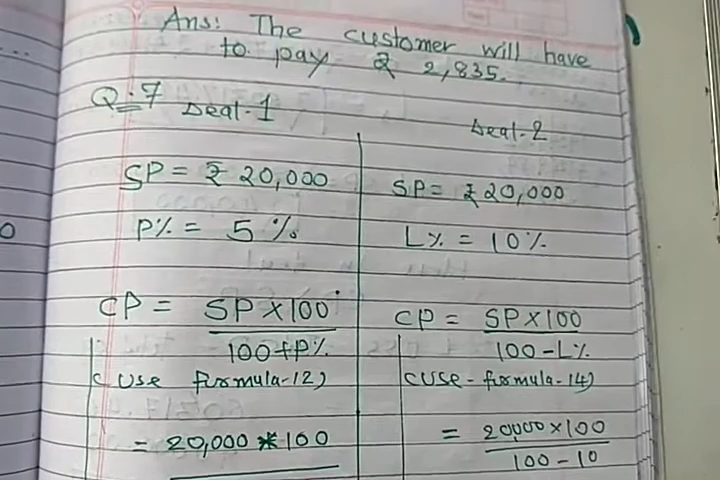 Ans: The customer will have
to pay ₹ 2,835.
Q.7 Deal-1
SP = ₹ 20,000
P% = 5 %
CP = SP × 100
100+P%
(use formula-12)
= 20,000 * 100
Deal-2
SP = ₹ 20,000
L% = 10%
CP = SP × 100
100 - L%
(use - formula-14)
= 20,000 × 100
100 - 10